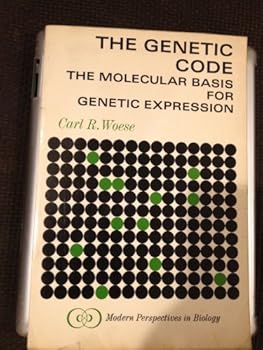 THE GENETIC
CODE
THE MOLECULAR BASIS
FOR
GENETIC EXPRESSION
Carl R. Woese
Modern Perspectives in Biology